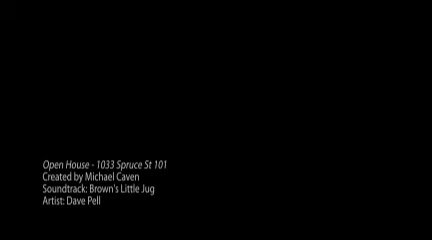 Open House - 1033 Spruce St 101
Created by Michael Caven
Soundtrack: Brown's Little Jug
Artist: Dave Pell